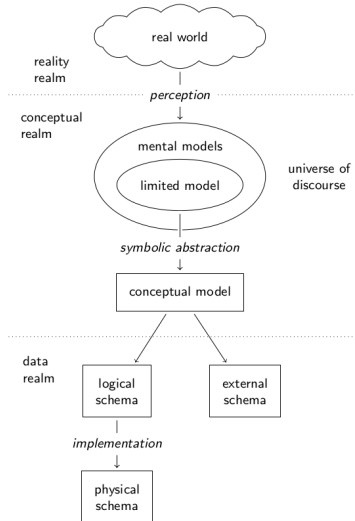 real world
reality
realm
perception
conceptual
realm
mental models
limited model
universe of
discourse
symbolic abstraction
conceptual model
data
realm
logical
schema
external
schema
implementation
physical
schema